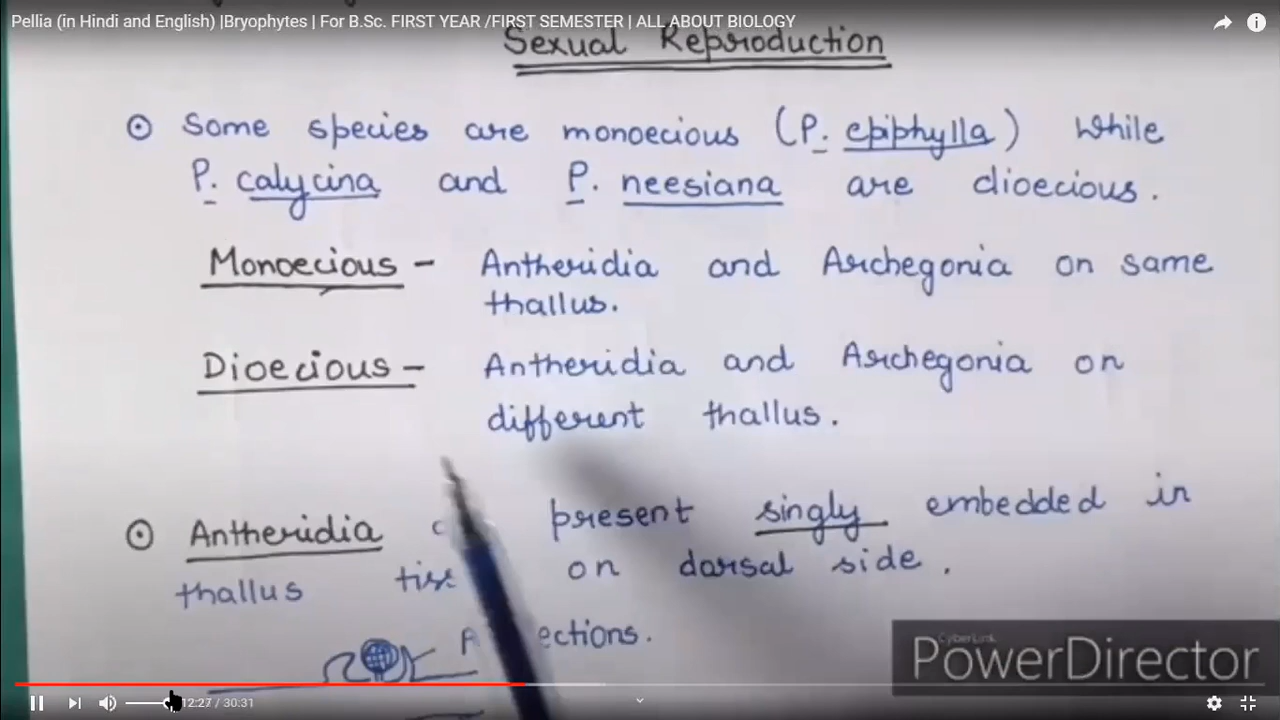 Pellia (in Hindi and English) |Bryophytes | For B.Sc. FIRST YEAR /FIRST SEMESTER | ALL ABOUT BIOLOGY
Sexual Reproduction
Some species are monoecious (P. epiphylla) while
P. calycina and P. neesiana are dioecious.
Monoecious - Antheridia and Archegonia on same
thallus.
Dioecious - Antheridia and Archegonia on
different thallus.
Antheridia present singly embedded in
thallus on dorsal side.
CyberLink
PowerDirector
12:27 / 30:31